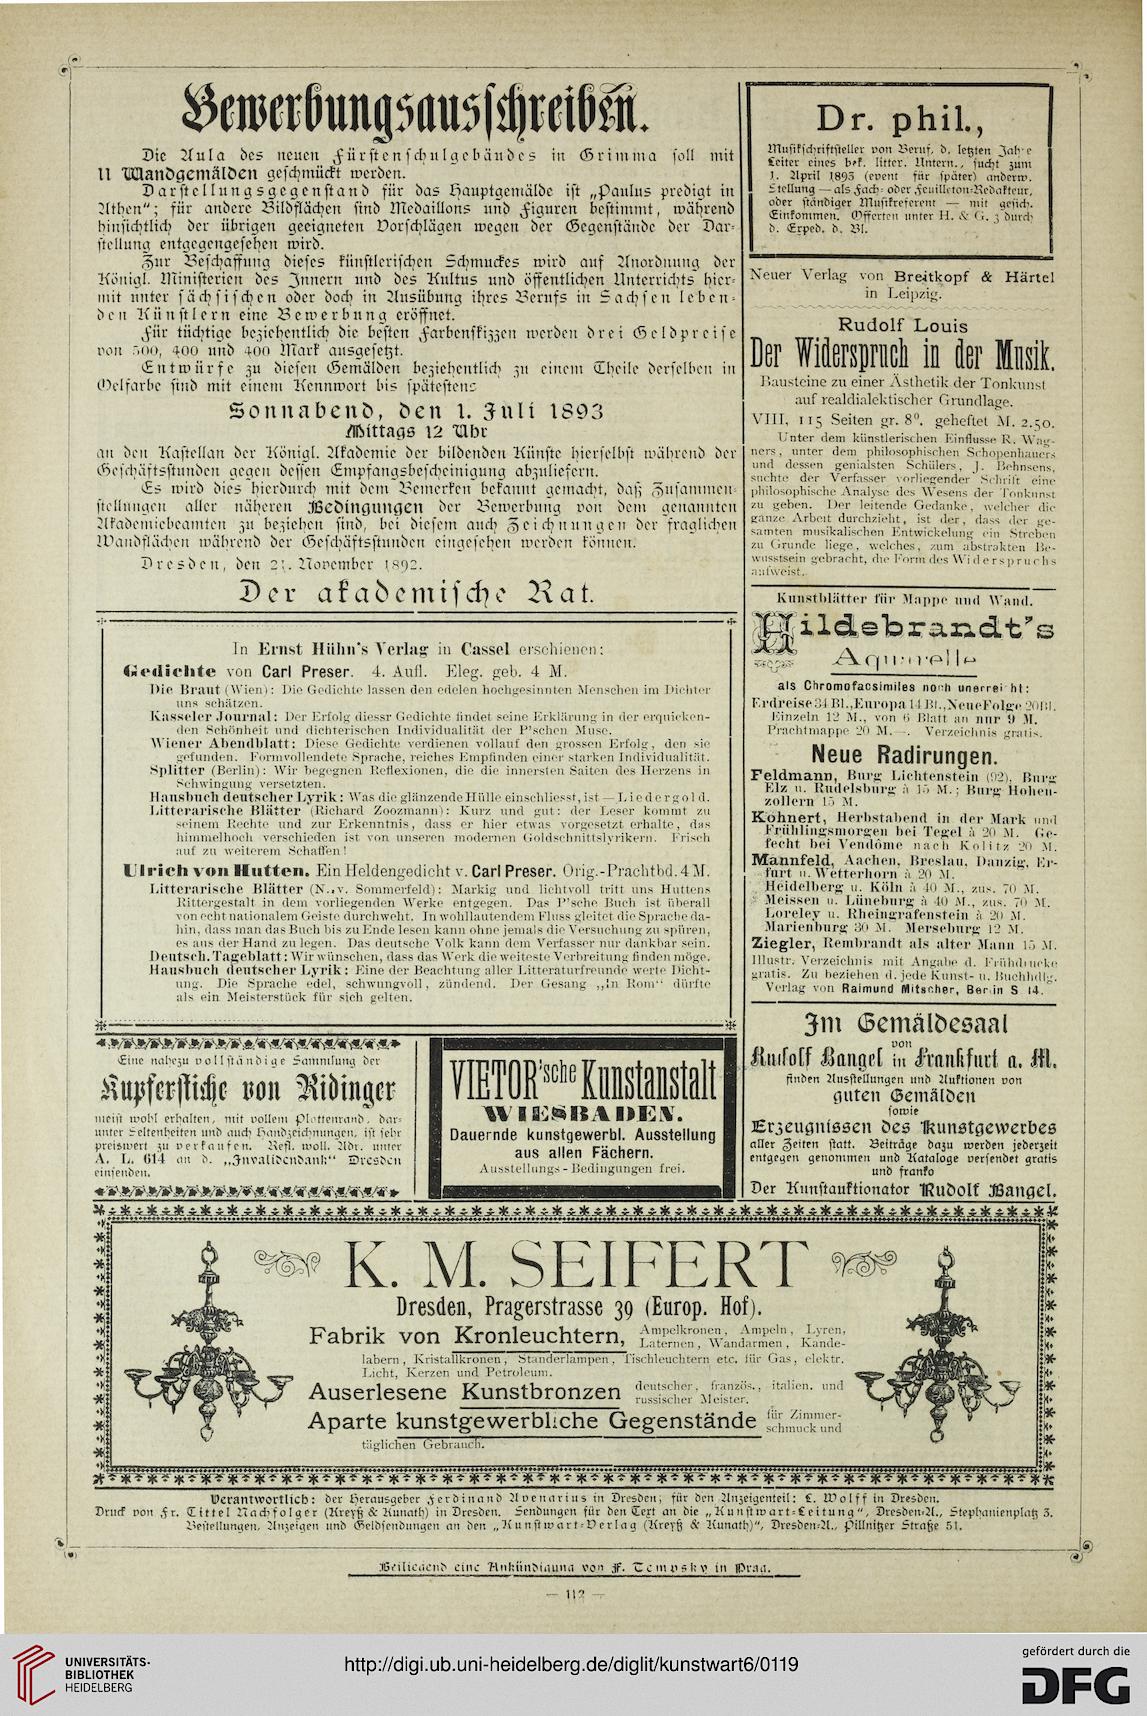 Bewerbungsausschreiben.
Die Aula des neuen Fürstenschulgebäudes in Grimma soll mit
11 Wandgemälden geschmückt werden.
Darstellungsgegenstand für das Hauptgemälde ist „Paulus predigt in
Athen“; für andere Bildflächen sind Medaillons und Figuren bestimmt, während
hinsichtlich der übrigen geeigneten Vorschlägen wegen der Gegenstände der Dar-
stellung entgegengesehen wird.
Zur Beschaffung dieses künstlerischen Schmuckes wird auf Anordnung der
Königl. Ministerien des Innern und des Kultus und öffentlichen Unterrichts hier-
mit unter sächsischen oder doch in Ausübung ihres Berufs in Sachsen leben-
den Künstlern eine Bewerbung eröffnet.
Für tüchtige beziehentlich die besten Farbenskizzen werden drei Geldpreise
von 500, 400 und 400 Mark ausgesetzt.
Entwürfe zu diesen Gemälden beziehentlich zu einem Theile derselben in
Oelfarbe sind mit einem Kennwort bis spätestens
Sonnabend, den 1. Juli 1893
Mittags 12 Uhr
an den Kastellan der Königl. Akademie der bildenden Künste hierselbst während der
Geschäftsstunden gegen dessen Empfangsbescheinigung abzuliefern.
Es wird dies hierdurch mit dem Bemerken bekannt gemacht, daß Zusammen-
stellungen aller näheren Bedingungen der Bewerbung von dem genannten
Akademiebeamten zu beziehen sind, bei diesem auch Zeichnungen der fraglichen
Wandflächen während der Geschäftsstunden eingesehen werden können.
Dresden, den 21. November 1892.
Der akademische Rat.
In Ernst Hühn's Verlag in Cassel erschienen:
Gedichte von Carl Preser. 4. Aufl. Eleg. geb. 4 M.
Die Braut (Wien): Die Gedichte lassen den edelen hochgesinnten Menschen im Dichter
uns schätzen.
Kasseler Journal: Der Erfolg diessr Gedichte findet seine Erklärung in der erquicken-
den Schönheit und dichterischen Individualität der P'schen Muse.
Wiener Abendblatt: Diese Gedichte verdienen vollauf den grossen Erfolg, den sie
gefunden. Formvollendete Sprache, reiches Empfinden einer starken Individualität.
Splitter (Berlin): Wir begegnen Reflexionen, die die innersten Saiten des Herzens in
Schwingung versetzten.
Hausbuch deutscher Lyrik: Was die glänzende Hülle einschliesst, ist — Liedergold.
Litterarische Blätter (Richard Zoozmann): Kurz und gut: der Leser kommt zu
seinem Rechte und zur Erkenntnis, dass er hier etwas vorgesetzt erhalte, das
himmelhoch verschieden ist von unseren modernen Goldschnittslyrikern. Frisch
auf zu weiterem Schaffen!
Ulrich von Hutten. Ein Heldengedicht v. Carl Preser. Orig.-Prachtbd. 4 M.
Litterarische Blätter (N..v. Sommerfeld): Markig und lichtvoll tritt uns Huttens
Rittergestalt in dem vorliegenden Werke entgegen. Das P'sche Buch ist überall
von echt nationalem Geiste durchweht. In wohllautendem Fluss gleitet die Sprache da-
hin, dass man das Buch bis zu Ende lesen kann ohne jemals die Versuchung zu spüren,
es aus der Hand zu legen. Das deutsche Volk kann dem Verfasser nur dankbar sein.
Deutsch. Tageblatt: Wir wünschen, dass das Werk die weiteste Verbreitung finden möge.
Hausbuch deutscher Lyrik: Eine der Beachtung aller Litteraturfreunde werte Dicht-
ung. Die Sprache edel, schwungvoll, zündend. Der Gesang „In Rom“ dürfte
als ein Meisterstück für sich gelten.
Eine nahezu vollständige Sammlung der
Kupferstiche von Ridinger
meist wohl erhalten, mit vollem Plattenrand, dar-
unter Seltenheiten und auch Handzeichnungen, ist sehr
preiswert zu verkaufen. Refl. woll. Adr. unter
A. L. 614 an d. „Invalidendank“ Dresden
einsenden.
VIETOR'sche Kunstanstalt
WIESBADEN.
Dauernde kunstgewerbl. Ausstellung
aus allen Fächern.
Ausstellungs-Bedingungen frei.
Dr. phil.,
Musikschriftsteller von Beruf, d. letzten Jahre
Leiter eines bek. litter. Untern., sucht zum
1. April 1893 (event für später) anderw.
Stellung — als Fach- oder Feuilleton-Redakteur,
oder ständiger Musikreferent — mit gesich.
Einkommen. Offerten unter H. & G. 3 durch
d. Exped. d. Bl.
Neuer Verlag von Breitkopf & Härtel
in Leipzig.
Rudolf Louis
Der Widerspruch in der Musik.
Bausteine zu einer Ästhetik der Tonkunst
auf realdialektischer Grundlage.
VIII, 115 Seiten gr. 8⁰. geheftet M. 2.50.
Unter dem künstlerischen Einflusse R. Wag-
ners, unter dem philosophischen Schopenhauers
und dessen genialsten Schülers, J. Behnsens,
suchte der Verfasser vorliegender Schrift eine
philosophische Analyse des Wesens der Tonkunst
zu geben. Der leitende Gedanke, welcher die
ganze Arbeit durchzieht, ist der, dass der ge-
samten musikalischen Entwickelung ein Streben
zu Grunde liege, welches, zum abstrakten Be-
wusstsein gebracht, die Form des Widerspruchs
aufweist.
Kunstblätter für Mappe und Wand.
Hildebrandt's
Aquarelle
als Chromofacsimiles noch unerreicht:
Erdreise 34 Bl., Europa 14 Bl., Neue Folge 20 Bl.
Einzeln 12 M., von 6 Blatt an nur 9 M.
Prachtmappe 20 M. —. Verzeichnis gratis.
Neue Radirungen.
Feldmann, Burg Lichtenstein (92), Burg
Elz u. Rudelsburg à 15 M.; Burg Hohen-
zollern 15 M.
Kohnert, Herbstabend in der Mark und
Frühlingsmorgen bei Tegel à 20 M. Ge-
fecht bei Vendôme nach Kolitz 20 M.
Mannfeld, Aachen, Breslau, Danzig, Er-
furt u. Wetterhorn à 20 M.
Heidelberg u. Köln à 40 M., zus. 70 M.
Meissen u. Lüneburg à 40 M., zus. 70 M.
Loreley u. Rheingrafenstein à 20 M.
Marienburg 30 M. Merseburg 12 M.
Ziegler, Rembrandt als alter Mann 15 M.
Illustr. Verzeichnis mit Angabe d. Frühdrucke
gratis. Zu beziehen d. jede Kunst- u. Buchhdlg.
Verlag von Raimund Mitscher, Berlin S 14.
Im Gemäldesaal
von
Rudolf Bangel in Frankfurt a. M.
finden Ausstellungen und Auktionen von
guten Gemälden
sowie
Erzeugnissen des Kunstgewerbes
aller Zeiten statt. Beiträge dazu werden jederzeit
entgegen genommen und Kataloge versendet gratis
und franko
Der Kunstauktionator Rudolf Bangel.
K. M. SEIFERT
Dresden, Pragerstrasse 39 (Europ. Hof).
Fabrik von Kronleuchtern, Ampelkronen, Ampeln, Lyren,
Laternen, Wandarmen, Kande-
labern, Kristallkronen, Ständerlampen, Tischleuchtern etc. für Gas, elektr.
Licht, Kerzen und Petroleum.
Auserlesene Kunstbronzen deutscher, französ., italien. und
russischer Meister.
Aparte kunstgewerbliche Gegenstände für Zimmer-
schmuck und
täglichen Gebrauch.
Verantwortlich: der Herausgeber Ferdinand Avenarius in Dresden; für den Anzeigenteil: L. Wolff in Dresden.
Druck von Fr. Tittel Nachfolger (Kreyß & Kunath) in Dresden. Sendungen für den Text an die „Kunstwart-Leitung“, Dresden-A., Stephanienplatz 3.
Bestellungen, Anzeigen und Geldsendungen an den „Kunstwart-Verlag (Kreyß & Kunath)“, Dresden-A., Pillnitzer Straße 51.
Beiliegend eine Ankündigung von F. Tempsky in Prag.
— 112 —
UNIVERSITÄTS-
BIBLIOTHEK
HEIDELBERG
http://digi.ub.uni-heidelberg.de/diglit/kunstwart6/0119
gefördert durch die
DFG